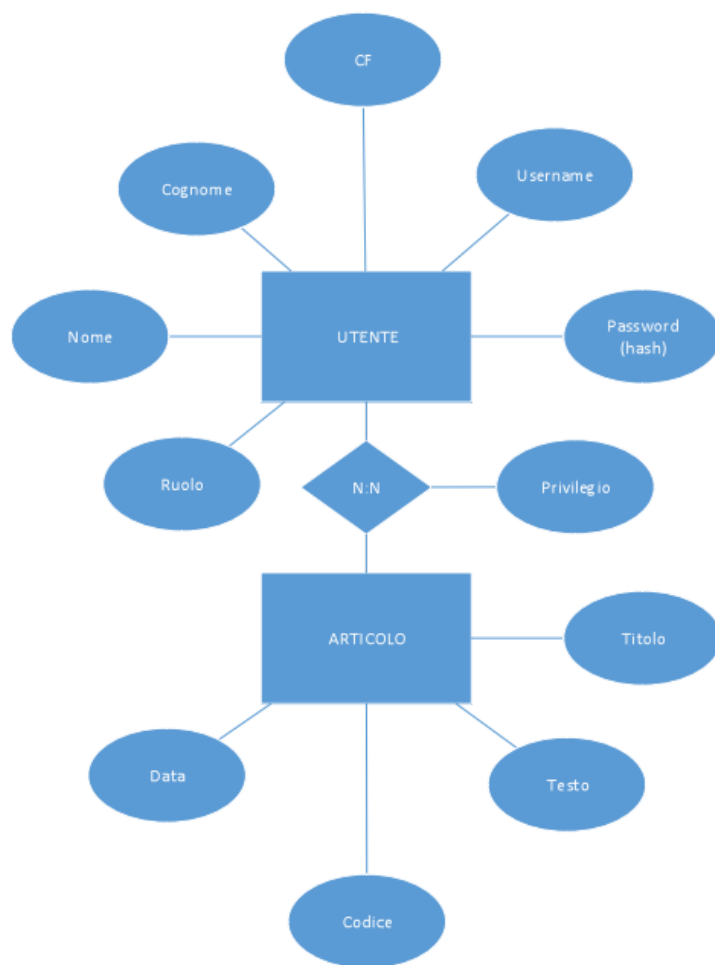 CF
Cognome
Username
Nome
UTENTE
Password
(hash)
Ruolo
N:N
Privilegio
ARTICOLO
Titolo
Data
Testo
Codice